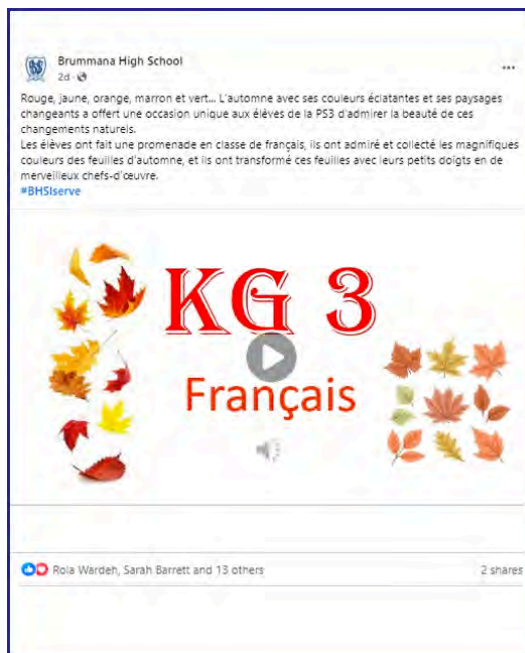 Brummana High School
2d
Rouge, jaune, orange, marron et vert... L'automne avec ses couleurs éclatantes et ses paysages
changeants a offert une occasion unique aux élèves de la PS3 d'admirer la beauté de ces
changements naturels.
Les élèves ont fait une promenade en classe de français, ils ont admiré et collecté les magnifiques
couleurs des feuilles d'automne, et ils ont transformé ces feuilles avec leurs petits doigts en de
merveilleux chefs-d'œuvre.
#BHSIserve
KG 3
Français
Rola Wardeh, Sarah Barrett and 13 others
2 shares